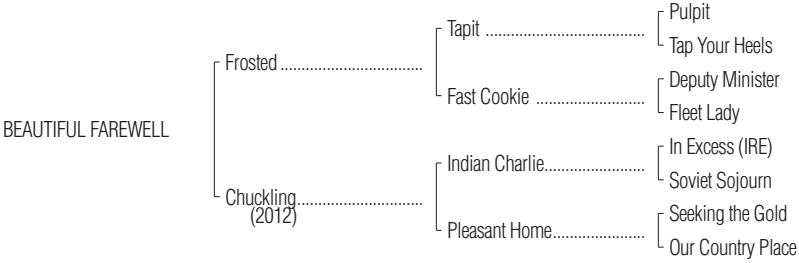 Pulpit
Tapit ..........................................
Tap Your Heels
Frosted .....................................
Deputy Minister
Fast Cookie ............................
Fleet Lady
BEAUTIFUL FAREWELL
In Excess (IRE)
Indian Charlie..........................
Soviet Sojourn
Chuckling.................................
(2012)
Seeking the Gold
Pleasant Home........................
Our Country Place